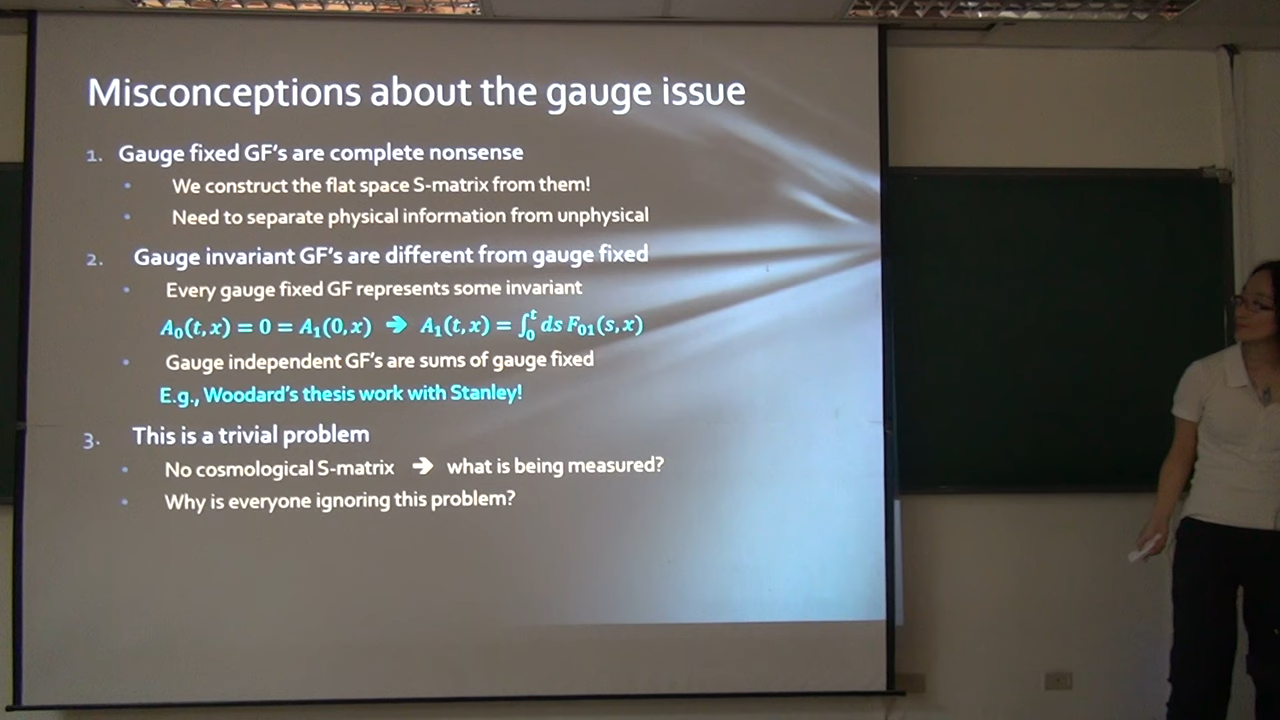 Misconceptions about the gauge issue
1. Gauge fixed GF's are complete nonsense
• We construct the flat space S-matrix from them!
• Need to separate physical information from unphysical
2. Gauge invariant GF's are different from gauge fixed
• Every gauge fixed GF represents some invariant
A₀(t, x) = 0 = A₁(0, x) ➔ A₁(t, x) = ∫₀ᵗ ds F₀₁(s, x)
• Gauge independent GF's are sums of gauge fixed
E.g., Woodard's thesis work with Stanley!
3. This is a trivial problem
• No cosmological S-matrix ➔ what is being measured?
• Why is everyone ignoring this problem?